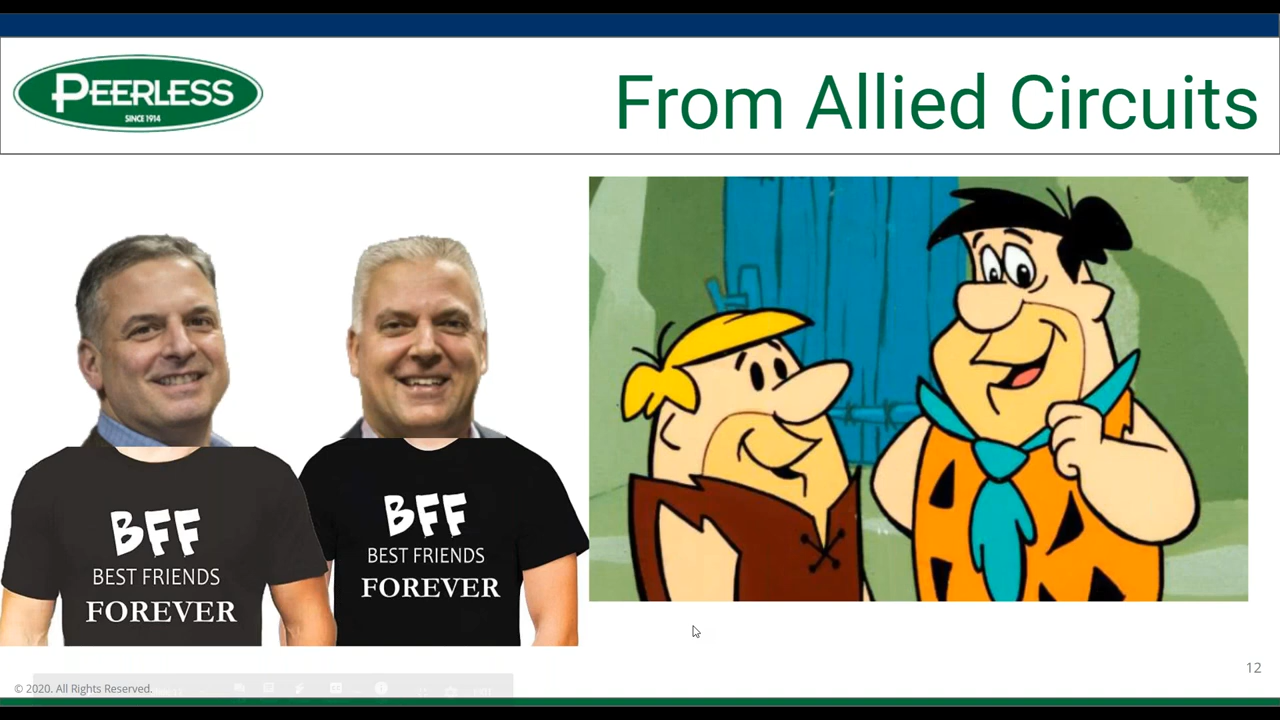 PEERLESS
SINCE 1914
From Allied Circuits
BFF
BEST FRIENDS
FOREVER
BFF
BEST FRIENDS
FOREVER
12
© 2020. All Rights Reserved.